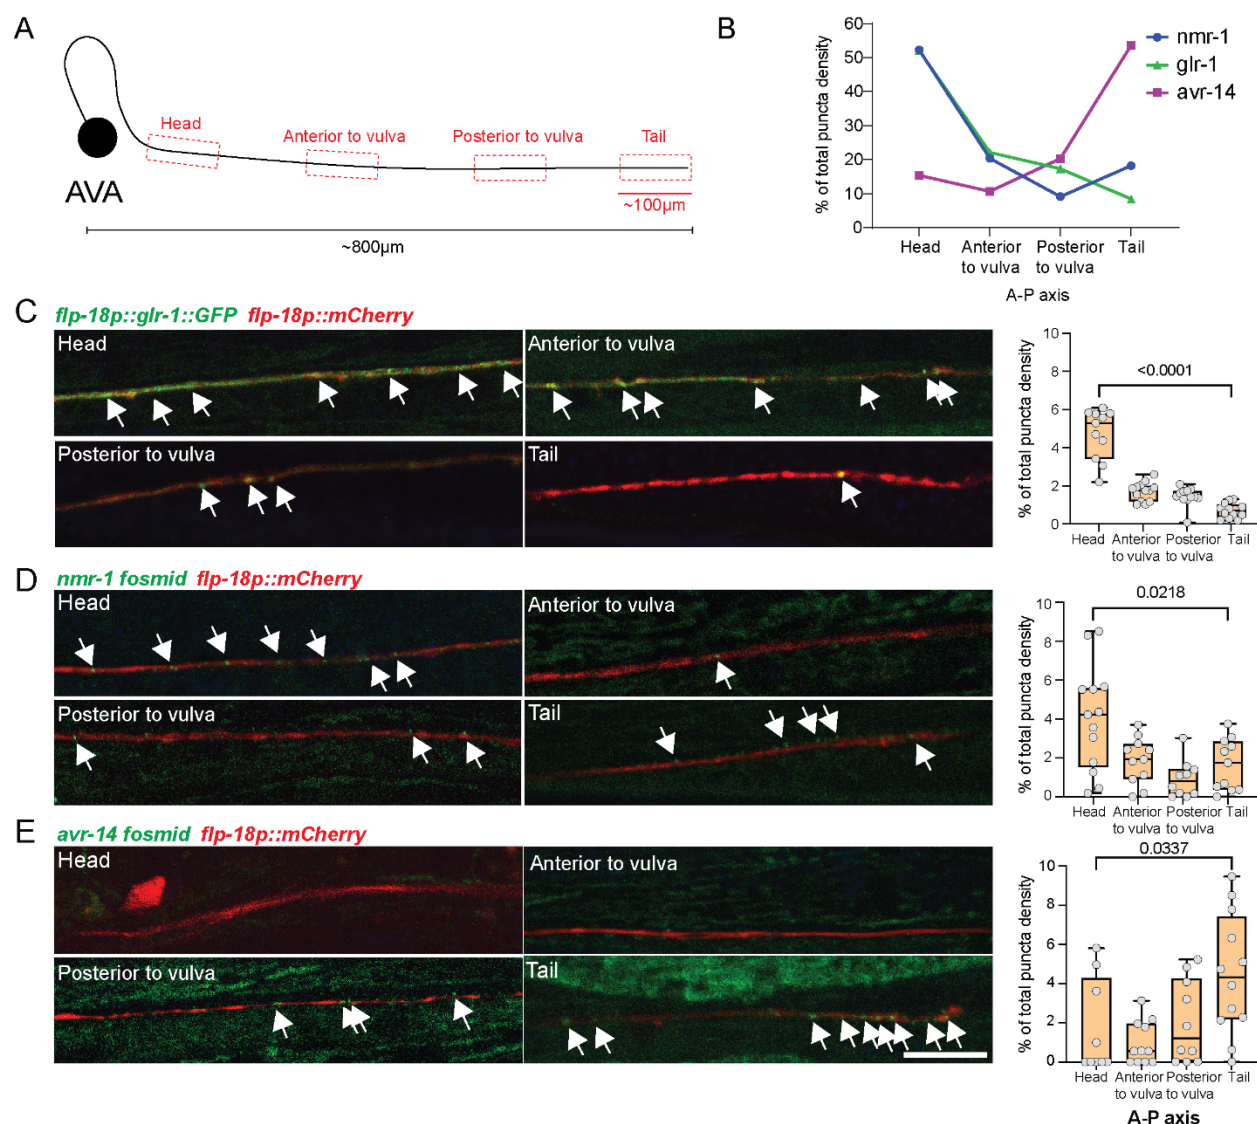 A
Head
Anterior to vulva
Posterior to vulva
Tail
AVA
~100µm
~800µm
B
% of total puncta density
60
50
40
30
20
10
0
Head
Anterior
to vulva
Posterior
to vulva
Tail
A-P axis
nmr-1
glr-1
avr-14
C
flp-18p::glr-1::GFP flp-18p::mCherry
Head
Anterior to vulva
Posterior to vulva
Tail
% of total puncta density
10
8
6
4
2
0
<0.0001
Head
Anterior
to vulva
Posterior
to vulva
Tail
D
nmr-1 fosmid flp-18p::mCherry
Head
Anterior to vulva
Posterior to vulva
Tail
% of total puncta density
10
8
6
4
2
0
0.0218
Head
Anterior
to vulva
Posterior
to vulva
Tail
E
avr-14 fosmid flp-18p::mCherry
Head
Anterior to vulva
Posterior to vulva
Tail
% of total puncta density
10
8
6
4
2
0
0.0337
Head
Anterior
to vulva
Posterior
to vulva
Tail
A-P axis